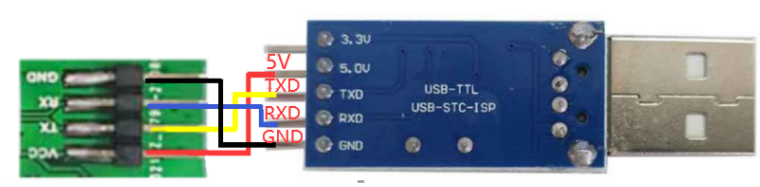 GND
RX
TX
VCC
5V
TXD
RXD
GND
3.3V
5.0V
TXD
RXD
GND
USB-TTL
USB-STC-ISP